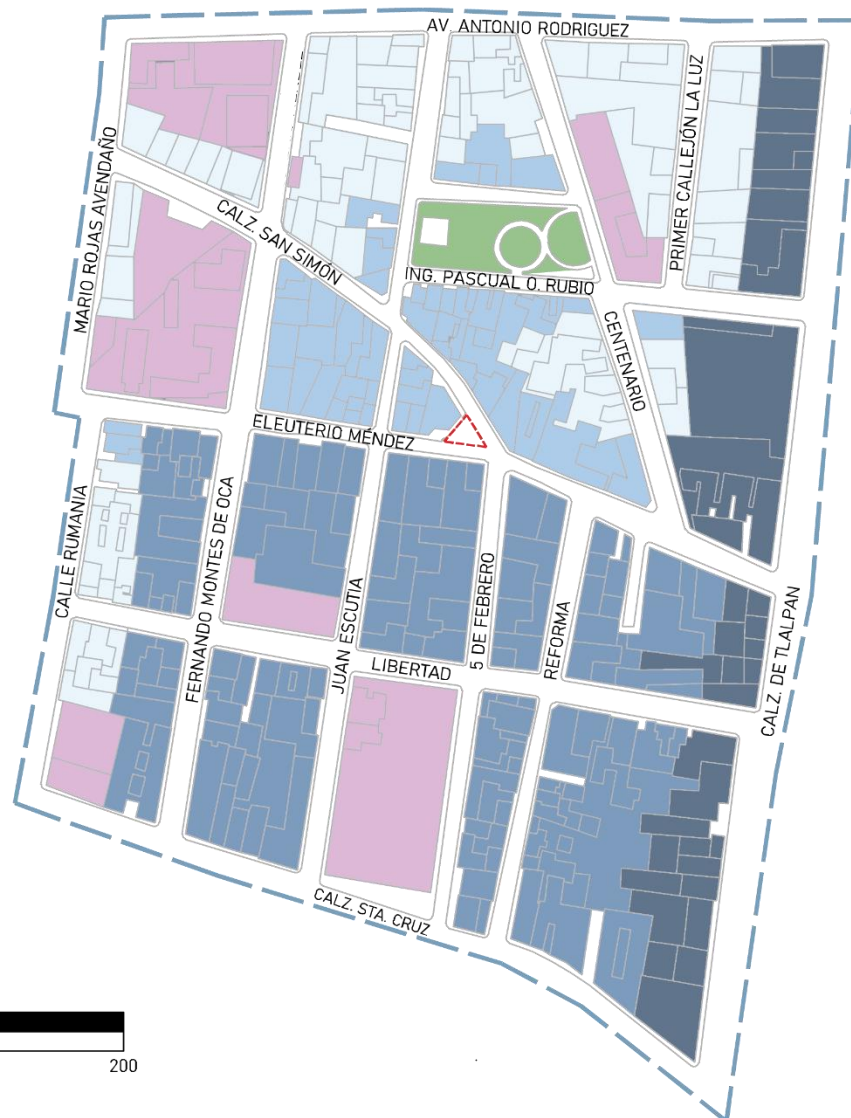 AV. ANTONIO RODRIGUEZ
PRIMER CALLEJÓN LA LUZ
MARIO ROJAS AVENDAÑO
CALZ. SAN SIMÓN
ING. PASCUAL O. RUBIO
CENTENARIO
ELEUTERIO MÉNDEZ
CALLE RUMANIA
FERNANDO MONTES DE OCA
JUAN ESCUTIA
5 DE FEBRERO
REFORMA
LIBERTAD
CALZ. DE TLALPAN
CALZ. STA. CRUZ
200